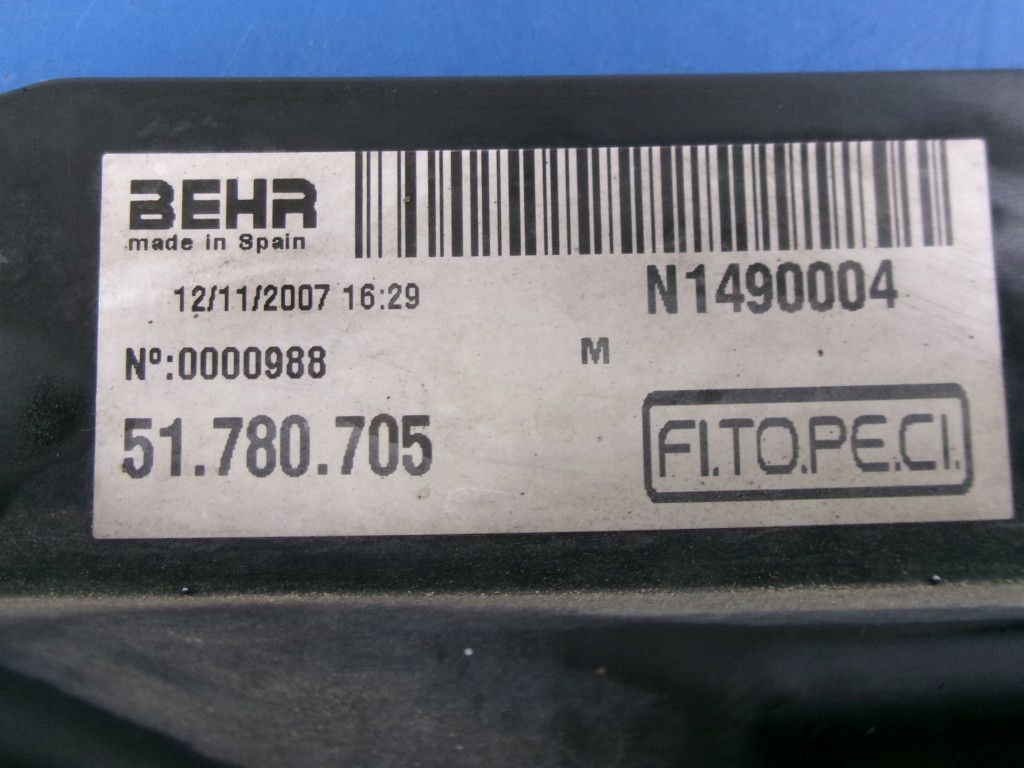 BEHR
made in Spain
12/11/2007 16:29
N1490004
Nº:0000988
M
51.780.705
FI.TO.PE.CI.